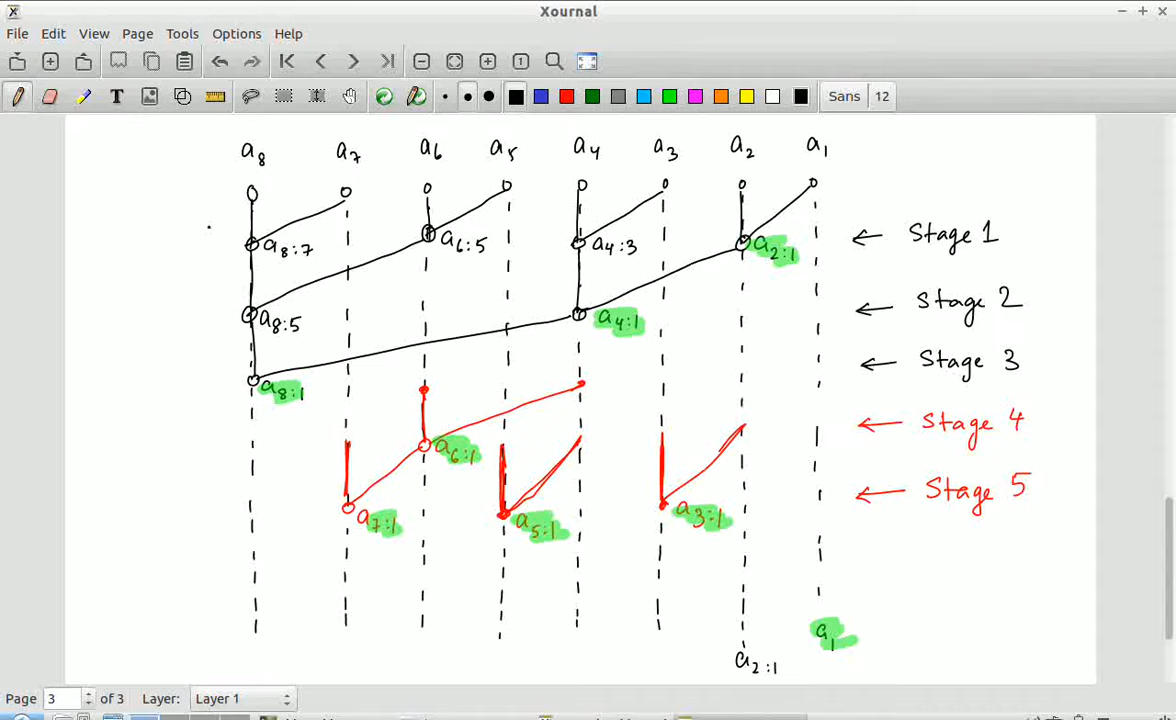 Xournal
File Edit View Page Tools Options Help
Sans 12
a8 a7 a6 a5 a4 a3 a2 a1
a8:7 a6:5 a4:3 a2:1 ← Stage 1
a8:5 a4:1 ← Stage 2
a8:1 ← Stage 3
a6:1 ← Stage 4
a7:1 a5:1 a3:1 ← Stage 5
a1
a2:1
Page 3 of 3 Layer: Layer 1